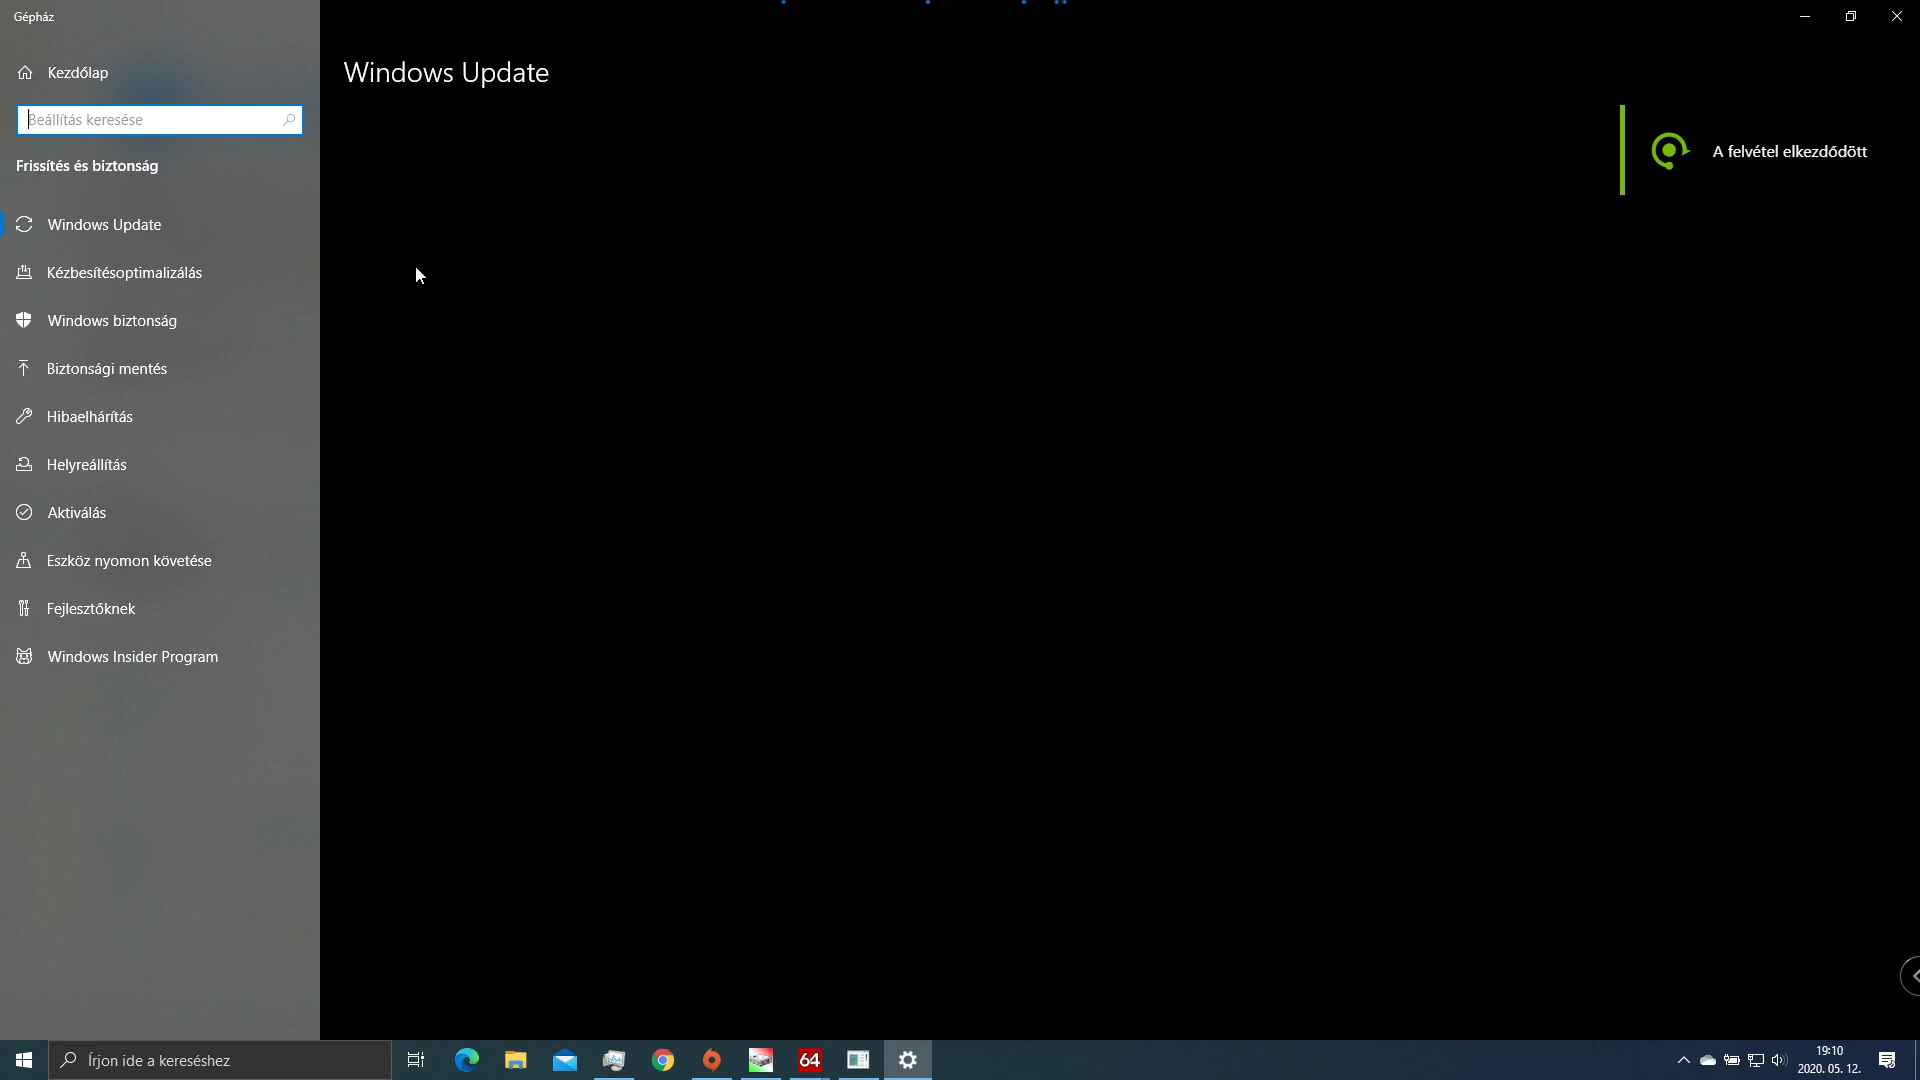 Gépház
Kezdőlap
Beállítás keresése
Frissítés és biztonság
Windows Update
Kézbesítésoptimalizálás
Windows biztonság
Biztonsági mentés
Hibaelhárítás
Helyreállítás
Aktiválás
Eszköz nyomon követése
Fejlesztőknek
Windows Insider Program
Windows Update
A felvétel elkezdődött
Írjon ide a kereséshez
64
19:10
2020. 05. 12.